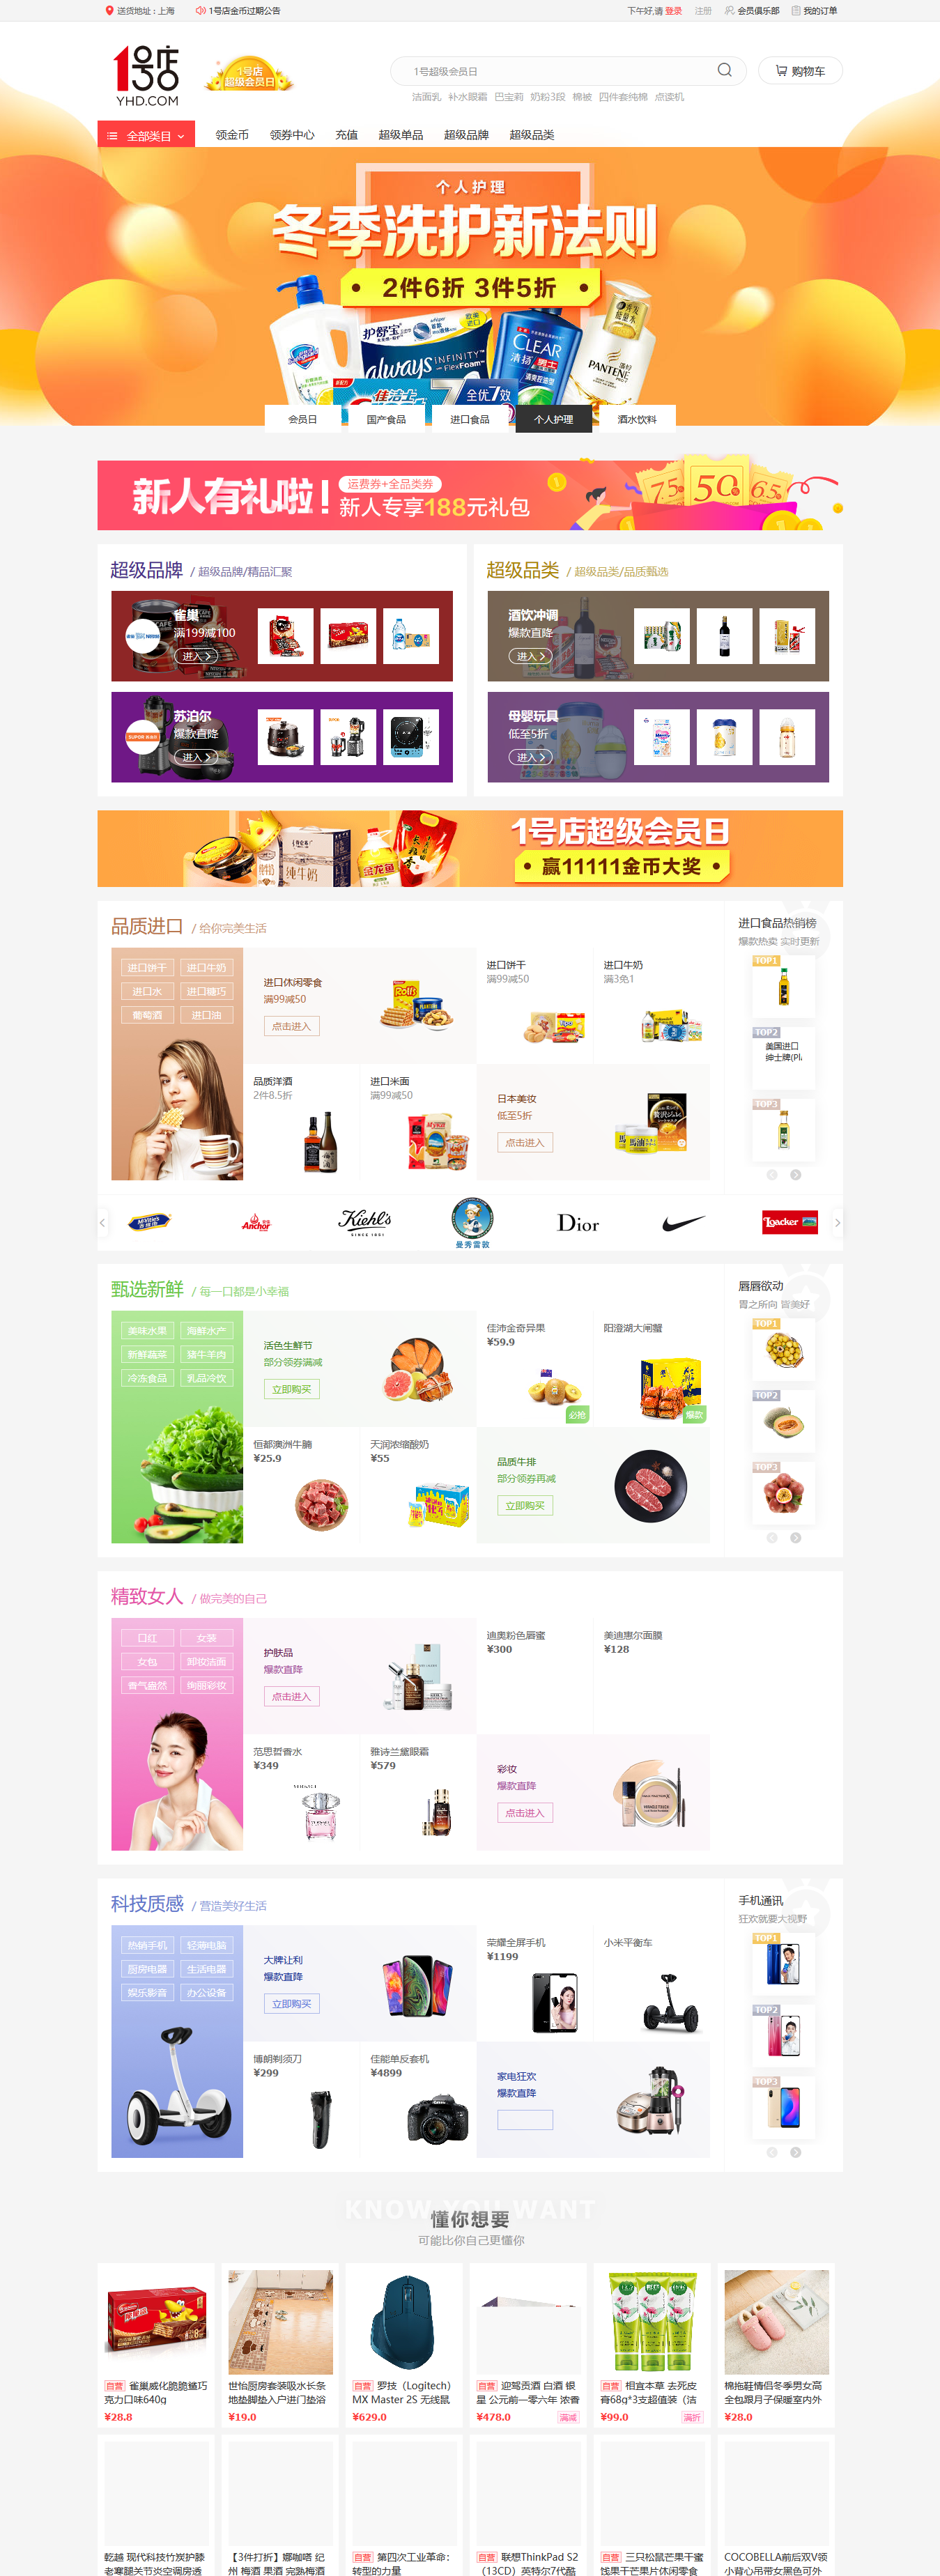 送货地址：上海
1号店金币过期公告
下午好,请 登录
注册
会员俱乐部
我的订单
1号店
YHD.COM
1号店
超级会员日
1号超级会员日
购物车
洁面乳 补水眼霜 巴宝莉 奶粉3段 棉被 四件套纯棉 点读机
全部类目
领金币 领券中心 充值 超级单品 超级品牌 超级品类
个人护理
冬季洗护新法则
2件6折 3件5折
护舒宝 whisper
always INFINITY
FlexFoam™
CLEAR
清扬 男士
PANTENE
佳洁士 全优7效
会员日 国产食品 进口食品 个人护理 酒水饮料
新人有礼啦！
运费券+全品类券
新人专享188元礼包
75 50 65
超级品牌 / 超级品牌/精品汇聚
雀巢
满199减100
进入
苏泊尔
爆款直降
进入
超级品类 / 超级品类/品质甄选
酒饮冲调
爆款直降
进入
母婴玩具
低至5折
进入
1号店超级会员日
赢11111金币大奖
品质进口 / 给你完美生活
进口饼干 进口牛奶
进口水 进口糖巧
葡萄酒 进口油
进口休闲零食
满99减50
点击进入
进口饼干
满99减50
进口牛奶
满3免1
品质洋酒
2件8.5折
进口米面
满99减50
日本美妆
低至5折
点击进入
进口食品热销榜
爆款热卖 实时更新
TOP1
TOP2
美国进口
绅士牌(Pl
TOP3
McVitie's
Anchor
Kiehl's
SINCE 1851
曼秀雷敦
Dior
Loacker
甄选新鲜 / 每一口都是小幸福
美味水果 海鲜水产
新鲜蔬菜 猪牛羊肉
冷冻食品 乳品冷饮
活色生鲜节
部分领券满减
立即购买
佳沛金奇异果
¥59.9
必抢
阳澄湖大闸蟹
爆款
恒都澳洲牛腩
¥25.9
天润浓缩酸奶
¥55
品质牛排
部分领券再减
立即购买
唇唇欲动
胃之所向 皆美好
TOP1
TOP2
TOP3
精致女人 / 做完美的自己
口红 女装
女包 卸妆洁面
香气盎然 绚丽彩妆
护肤品
爆款直降
点击进入
迪奥粉色唇蜜
¥300
美迪惠尔面膜
¥128
范思哲香水
¥349
雅诗兰黛眼霜
¥579
彩妆
爆款直降
点击进入
科技质感 / 营造美好生活
热销手机 轻薄电脑
厨房电器 生活电器
娱乐影音 办公设备
大牌让利
爆款直降
立即购买
荣耀全屏手机
¥1199
小米平衡车
博朗剃须刀
¥299
佳能单反套机
¥4899
家电狂欢
爆款直降
手机通讯
狂欢就要大视野
TOP1
TOP2
TOP3
KNOW YOU WANT
懂你想要
可能比你自己更懂你
自营 雀巢威化脆脆鲨巧
克力口味640g
¥28.8
世怡厨房套装吸水长条
地垫脚垫入户进门垫浴
¥19.0
自营 罗技（Logitech）
MX Master 2S 无线鼠
¥629.0
自营 迎驾贡酒 白酒 银
星 公元前一零六年 浓香
¥478.0
满减
自营 相宜本草 去死皮
膏68g*3支超值装（洁
¥99.0
满折
棉拖鞋情侣冬季男女高
全包跟月子保暖室内外
¥28.0
乾越 现代科技竹炭护膝
老寒腿关节炎空调房透
【3件打折】娜咖嗒 纪
州 梅酒 果酒 完熟梅酒
自营 第四次工业革命：
转型的力量
自营 联想ThinkPad S2
（13CD）英特尔7代酷
自营 三只松鼠芒果干蜜
饯果干芒果片休闲零食
COCOBELLA前后双V领
小背心吊带女黑色可外